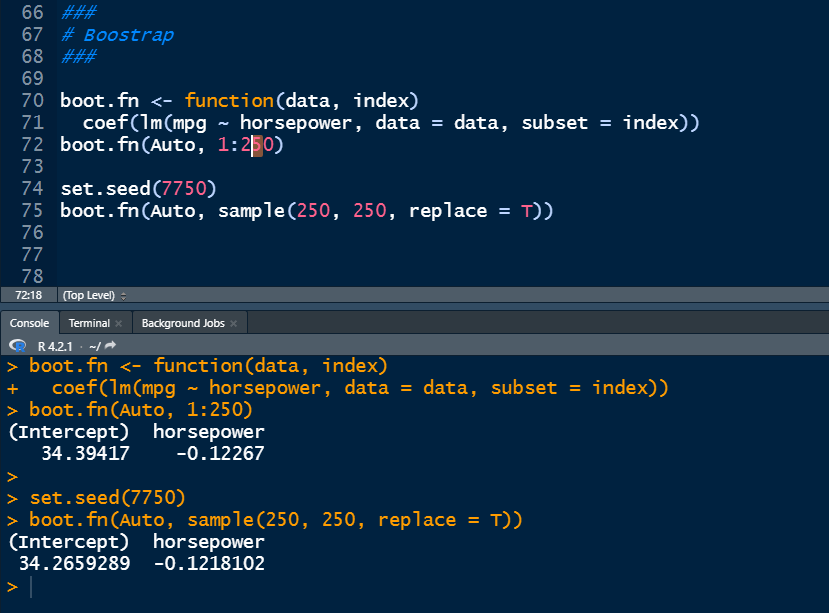 66 ###
67 # Boostrap
68 ###
69
70 boot.fn <- function(data, index)
71   coef(lm(mpg ~ horsepower, data = data, subset = index))
72 boot.fn(Auto, 1:250)
73
74 set.seed(7750)
75 boot.fn(Auto, sample(250, 250, replace = T))
76
77
78
72:18 (Top Level)
Console Terminal Background Jobs
R 4.2.1 · ~/
> boot.fn <- function(data, index)
+   coef(lm(mpg ~ horsepower, data = data, subset = index))
> boot.fn(Auto, 1:250)
(Intercept)  horsepower
   34.39417    -0.12267
>
> set.seed(7750)
> boot.fn(Auto, sample(250, 250, replace = T))
(Intercept)  horsepower
 34.2659289  -0.1218102
>